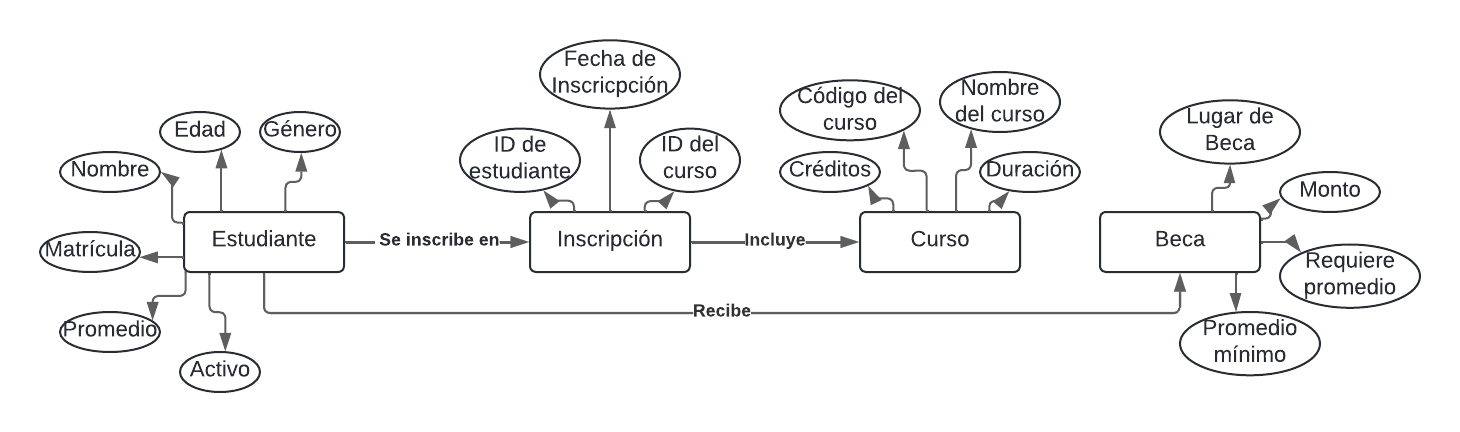 Fecha de
Inscricpción
Código del
curso
Nombre
del curso
Lugar de
Beca
Edad
Género
ID de
estudiante
ID del
curso
Nombre
Créditos
Duración
Monto
Estudiante
Se inscribe en
Inscripción
Incluye
Curso
Beca
Matrícula
Requiere
promedio
Recibe
Promedio
Promedio
mínimo
Activo